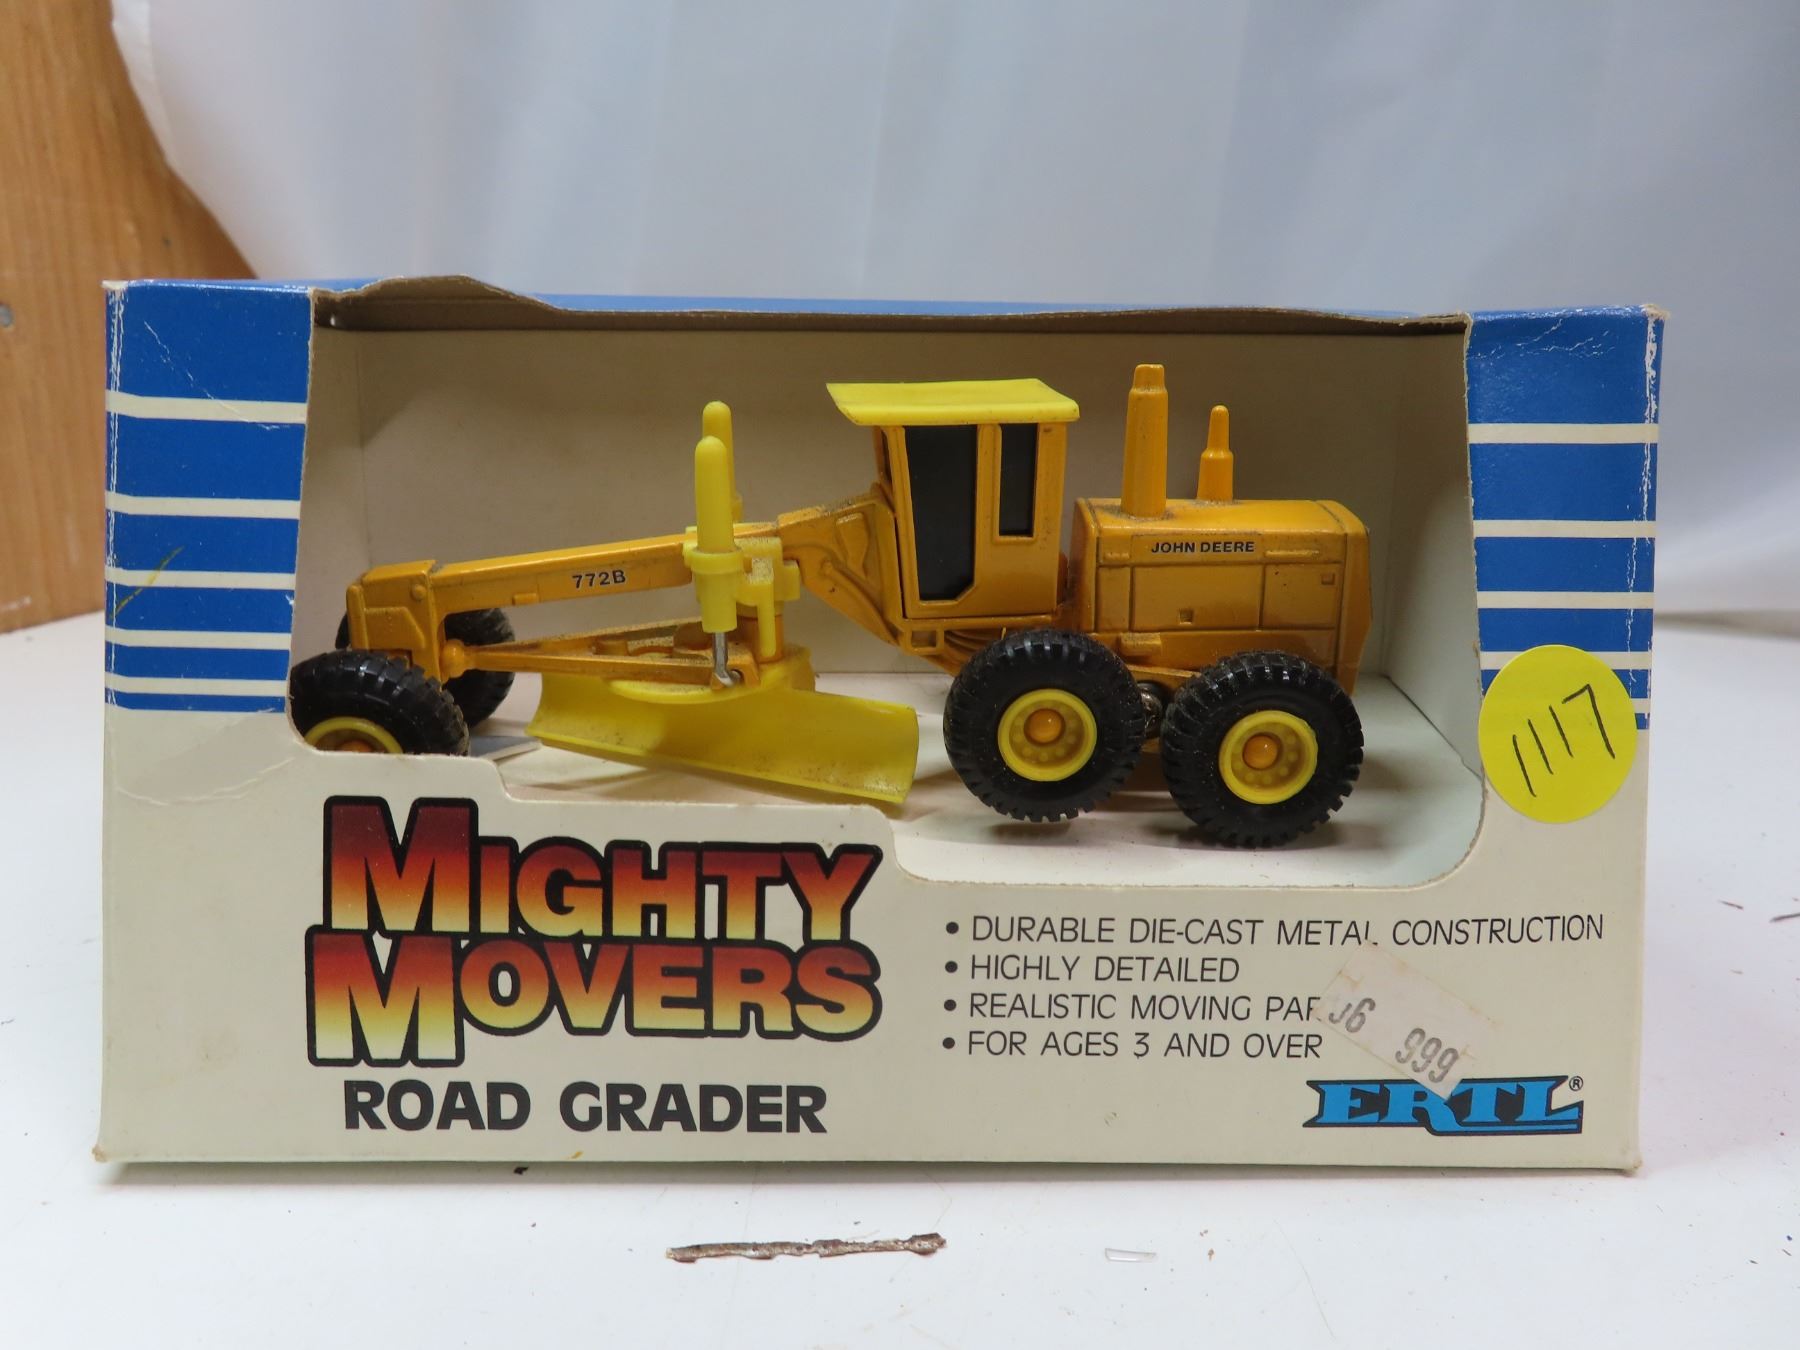 772B
JOHN DEERE
1117
MIGHTY
MOVERS
ROAD GRADER
• DURABLE DIE-CAST METAL CONSTRUCTION
• HIGHLY DETAILED
• REALISTIC MOVING PAR
• FOR AGES 3 AND OVER
999
ERTL®